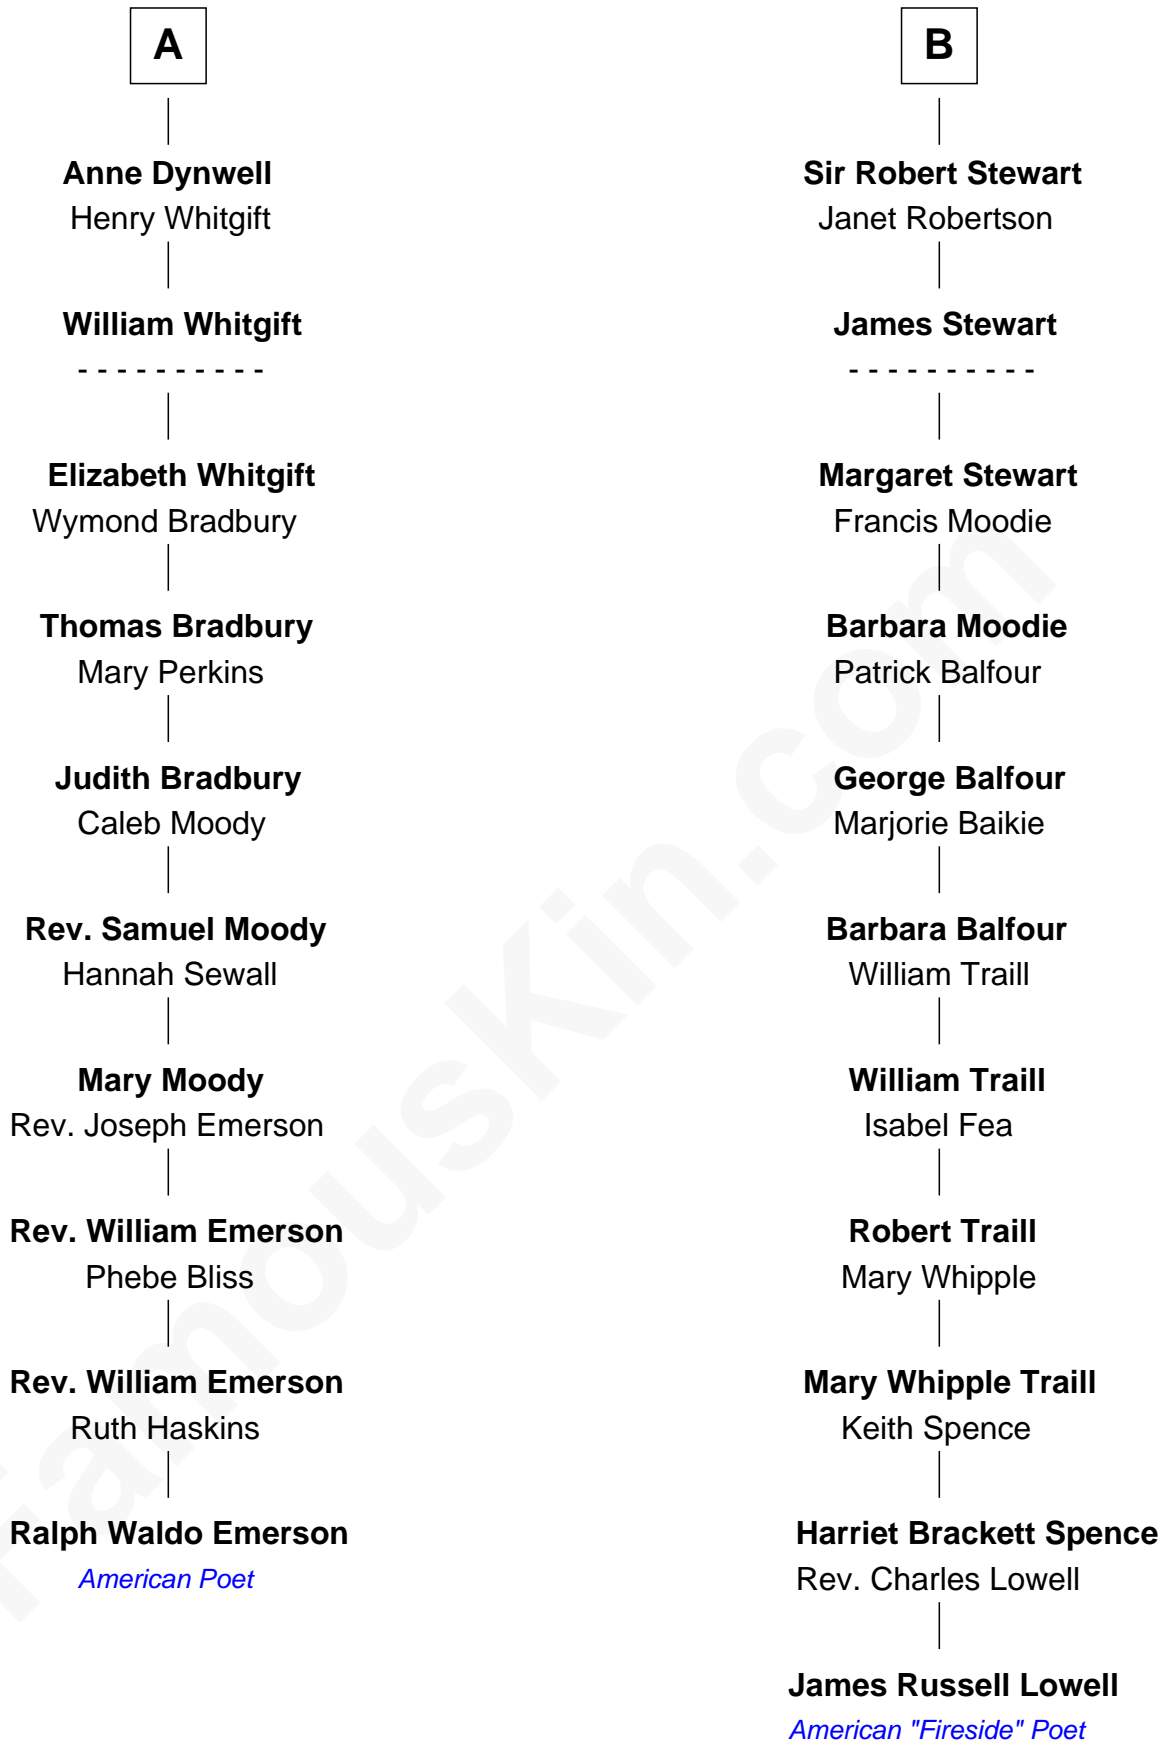 A
Anne Dynwell
Henry Whitgift
William Whitgift
- - - - - - - - - -
Elizabeth Whitgift
Wymond Bradbury
Thomas Bradbury
Mary Perkins
Judith Bradbury
Caleb Moody
Rev. Samuel Moody
Hannah Sewall
Mary Moody
Rev. Joseph Emerson
Rev. William Emerson
Phebe Bliss
Rev. William Emerson
Ruth Haskins
Ralph Waldo Emerson
American Poet
B
Sir Robert Stewart
Janet Robertson
James Stewart
- - - - - - - - - -
Margaret Stewart
Francis Moodie
Barbara Moodie
Patrick Balfour
George Balfour
Marjorie Baikie
Barbara Balfour
William Traill
William Traill
Isabel Fea
Robert Traill
Mary Whipple
Mary Whipple Traill
Keith Spence
Harriet Brackett Spence
Rev. Charles Lowell
James Russell Lowell
American "Fireside" Poet
FamousKin.com